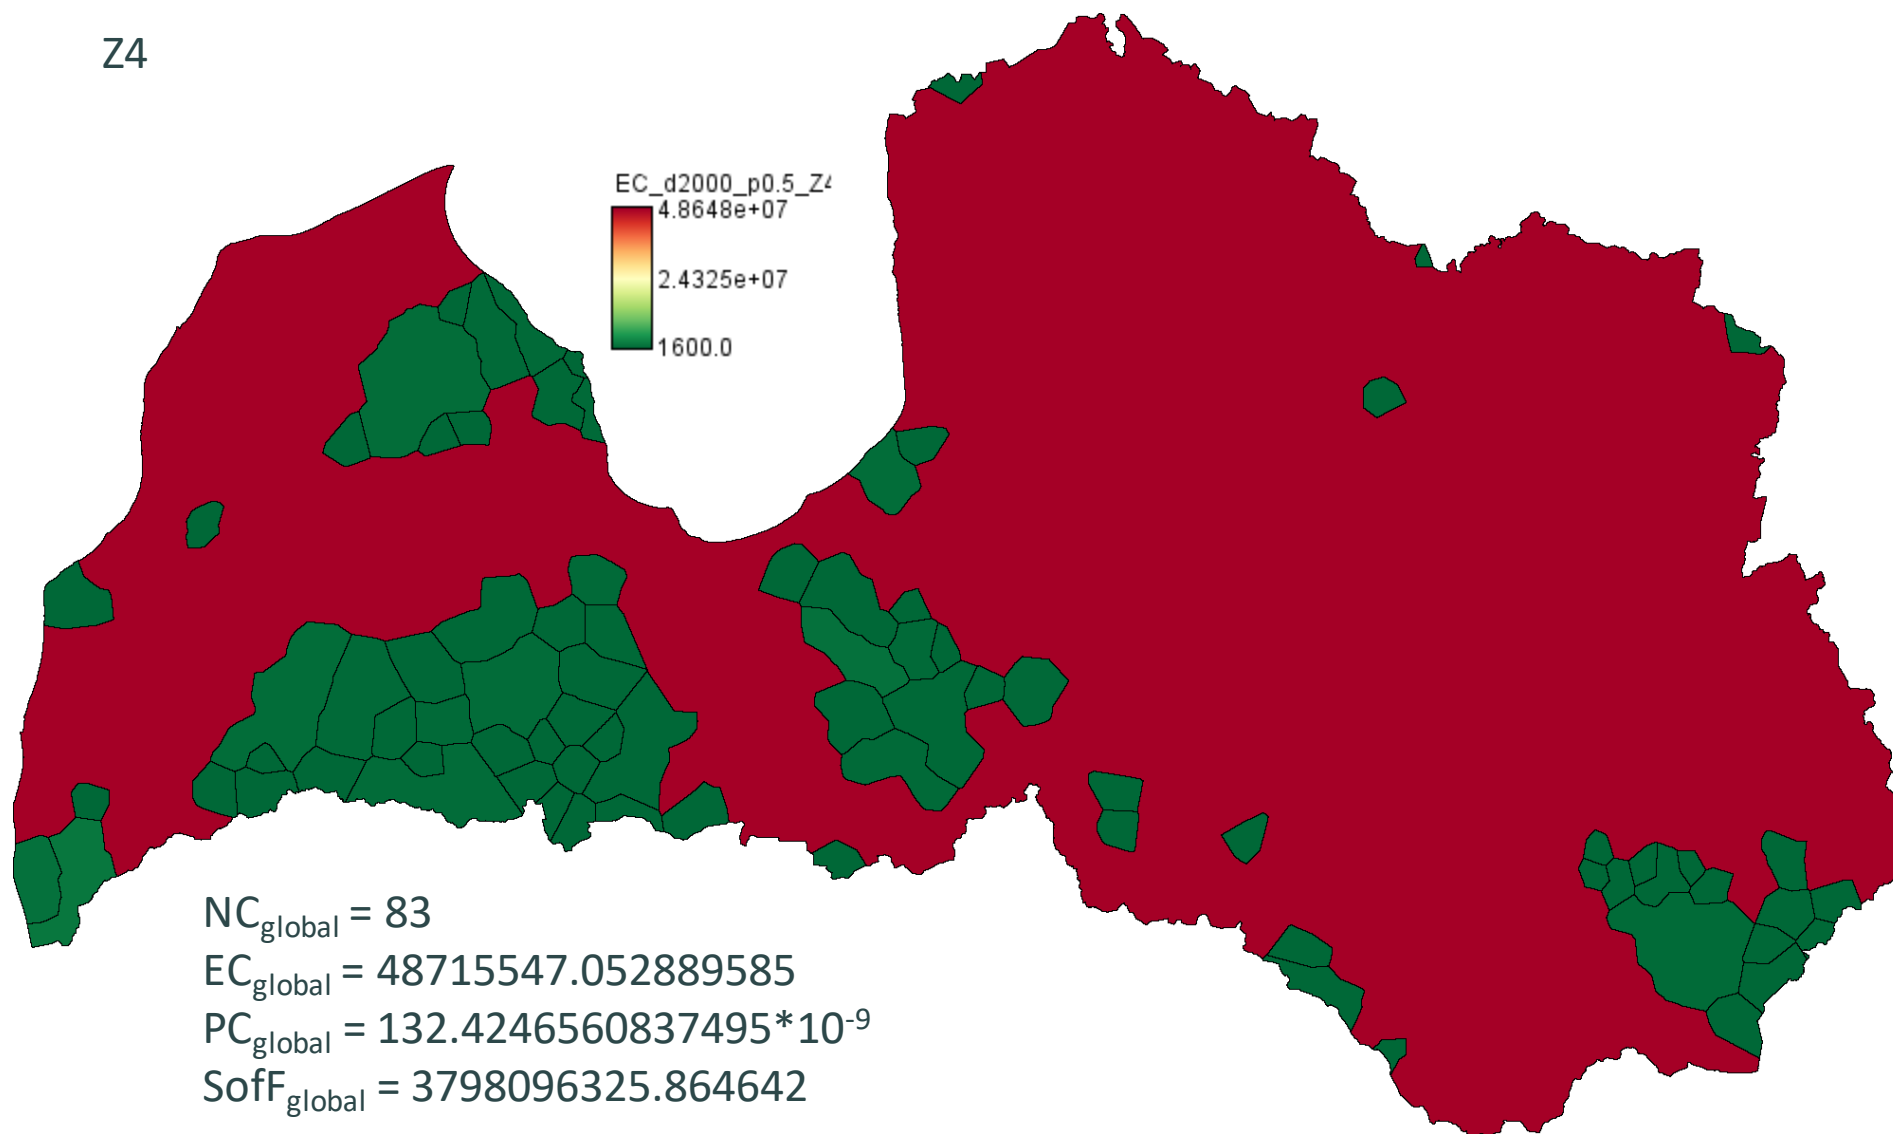 Z4
EC_d2000_p0.5_Z4
4.8648e+07
2.4325e+07
1600.0
NCglobal = 83
ECglobal = 48715547.052889585
PCglobal = 132.4246560837495*10-9
SofFglobal = 3798096325.864642